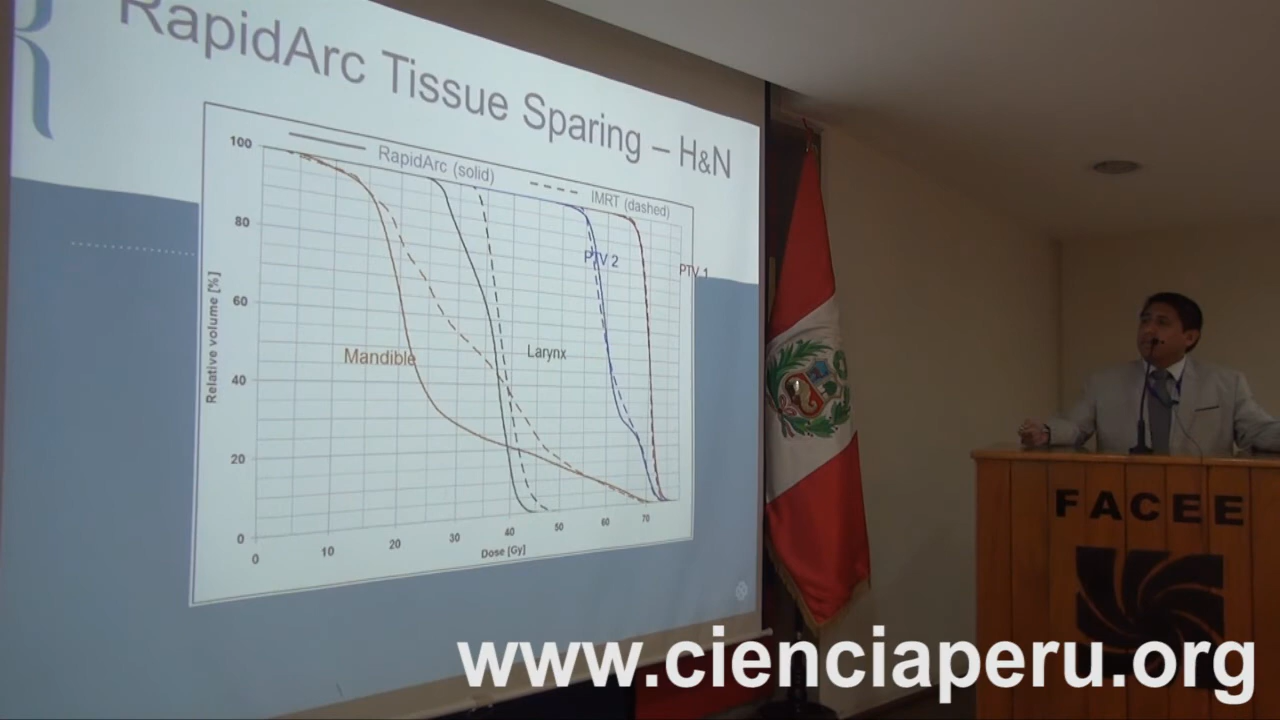 RapidArc Tissue Sparing – H&N
RapidArc (solid)
IMRT (dashed)
100
80
60
40
20
0
Relative volume [%]
PTV 2
PTV 1
Mandible
Larynx
0 10 20 30 40 50 60 70
Dose [Gy]
FACEE
www.cienciaperu.org